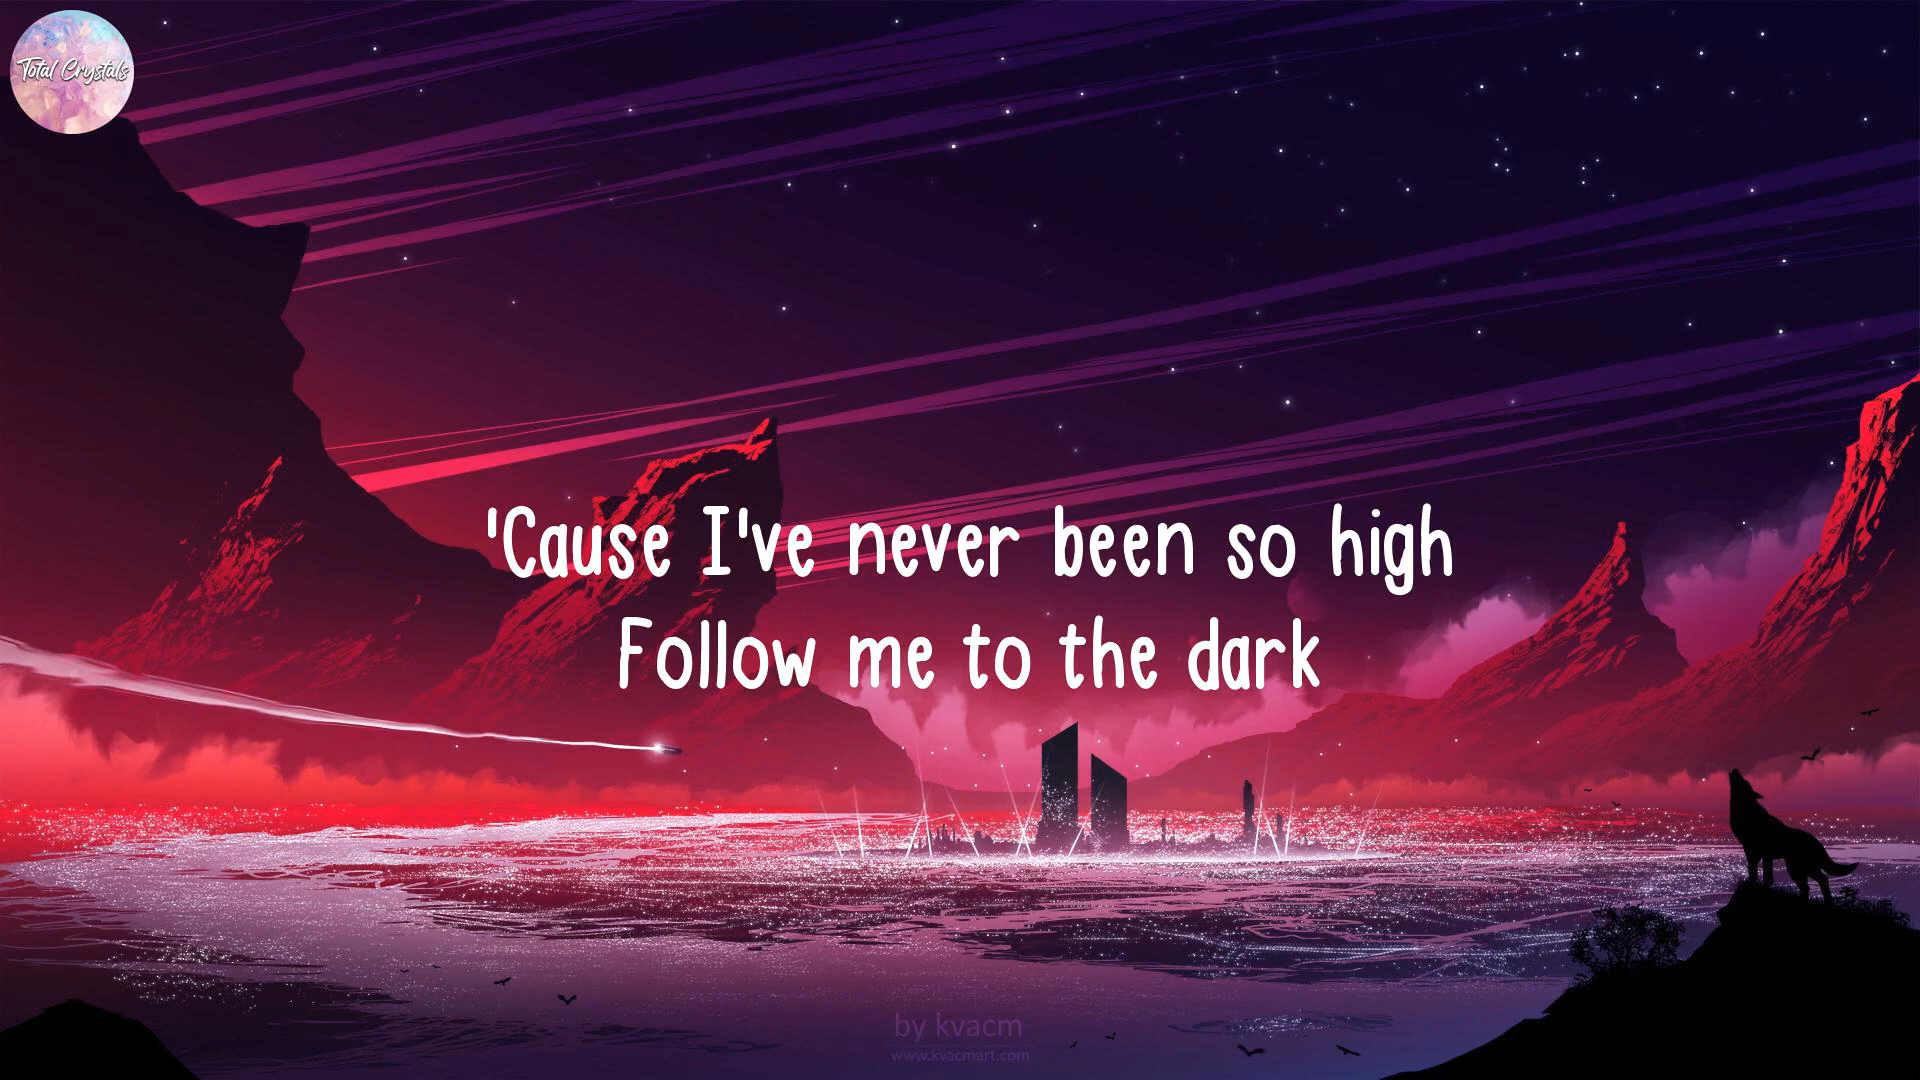 Total Crystals
'Cause I've never been so high
Follow me to the dark
by kvacm
www.kvacmart.com